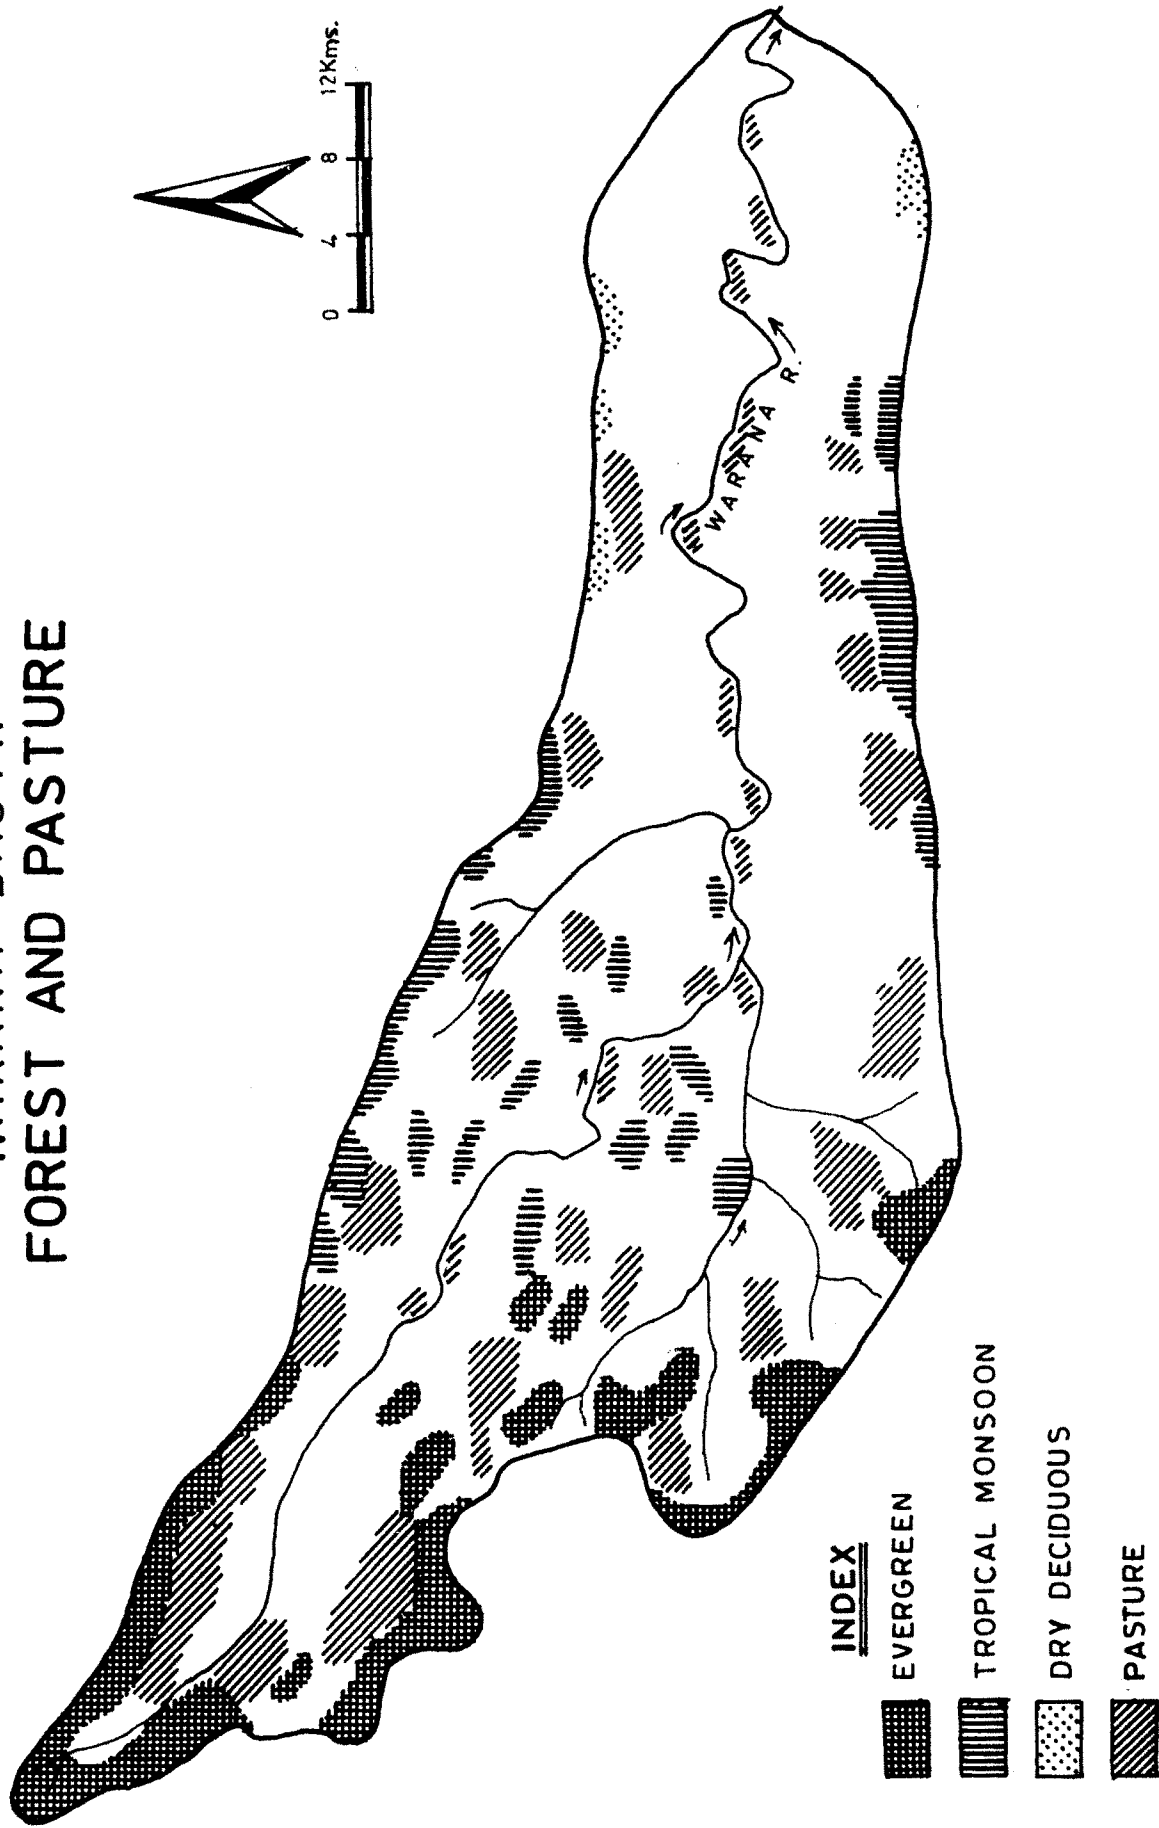 FOREST AND PASTURE
0 4 8 12Kms.
WARANA R.
INDEX
EVERGREEN
TROPICAL MONSOON
DRY DECIDUOUS
PASTURE